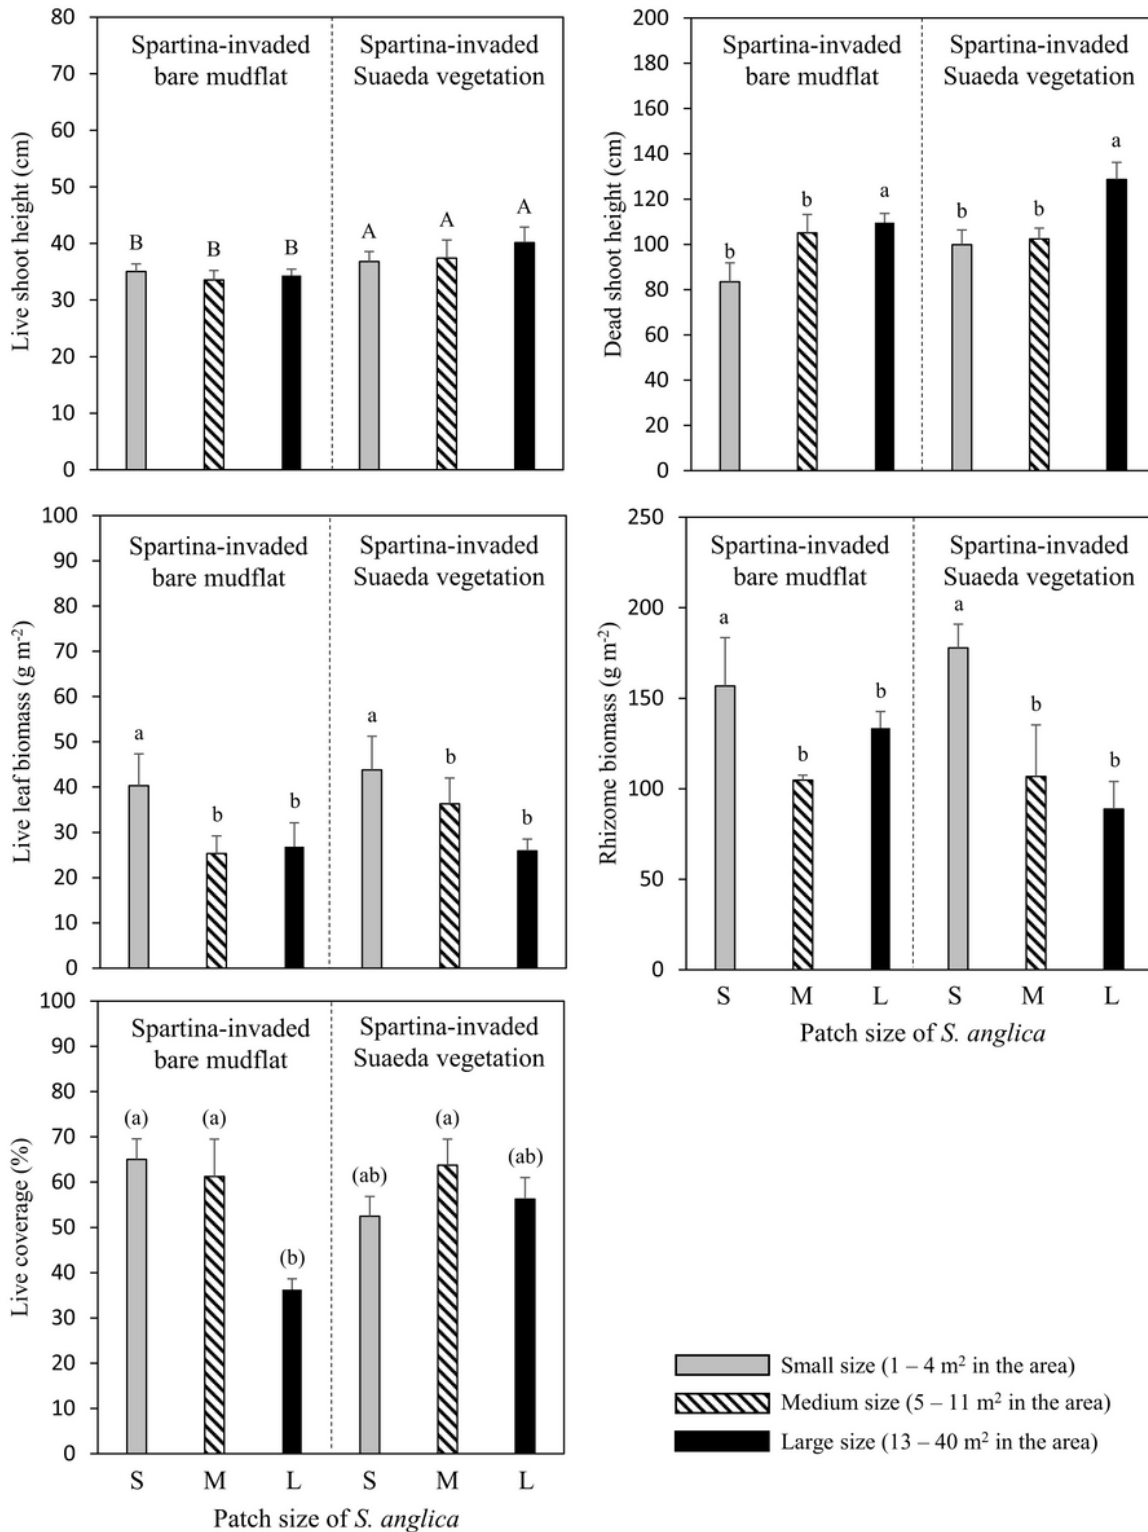 Live shoot height (cm)
80
70
60
50
40
30
20
10
0
Spartina-invaded
bare mudflat
Spartina-invaded
Suaeda vegetation
B
B
B
A
A
A
Dead shoot height (cm)
200
180
160
140
120
100
80
60
40
20
0
Spartina-invaded
bare mudflat
Spartina-invaded
Suaeda vegetation
b
b
a
b
b
a
Live leaf biomass (g m-2)
100
90
80
70
60
50
40
30
20
10
0
Spartina-invaded
bare mudflat
Spartina-invaded
Suaeda vegetation
a
b
b
a
b
b
Rhizome biomass (g m-2)
250
200
150
100
50
0
Spartina-invaded
bare mudflat
Spartina-invaded
Suaeda vegetation
a
b
b
a
b
b
S M L S M L
Patch size of S. anglica
Live coverage (%)
100
90
80
70
60
50
40
30
20
10
0
Spartina-invaded
bare mudflat
Spartina-invaded
Suaeda vegetation
(a)
(a)
(b)
(ab)
(a)
(ab)
S M L S M L
Patch size of S. anglica
Small size (1 – 4 m² in the area)
Medium size (5 – 11 m² in the area)
Large size (13 – 40 m² in the area)